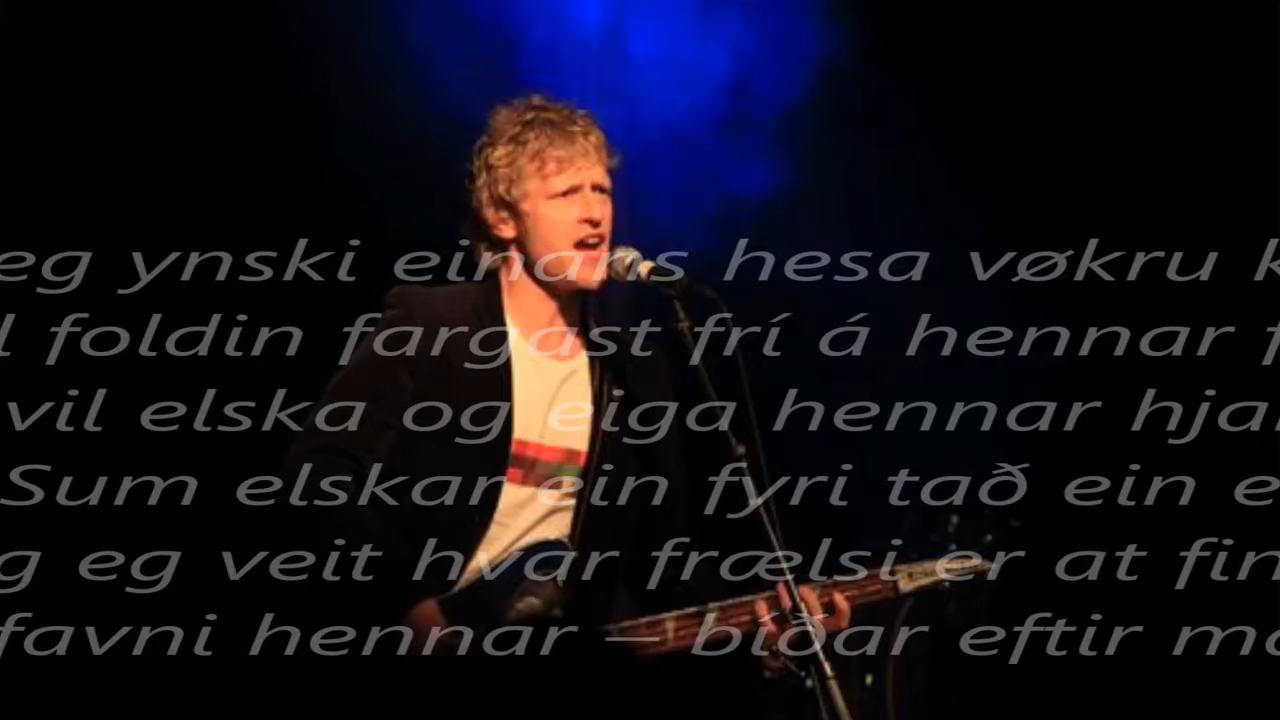 eg ynski einans hesa vøkru
foldin fargast frí á hennar
vil elska og eiga hennar
Sum elskar ein fyri tað ein
eg veit hvar frælsi er at
favni hennar – bíðar eftir